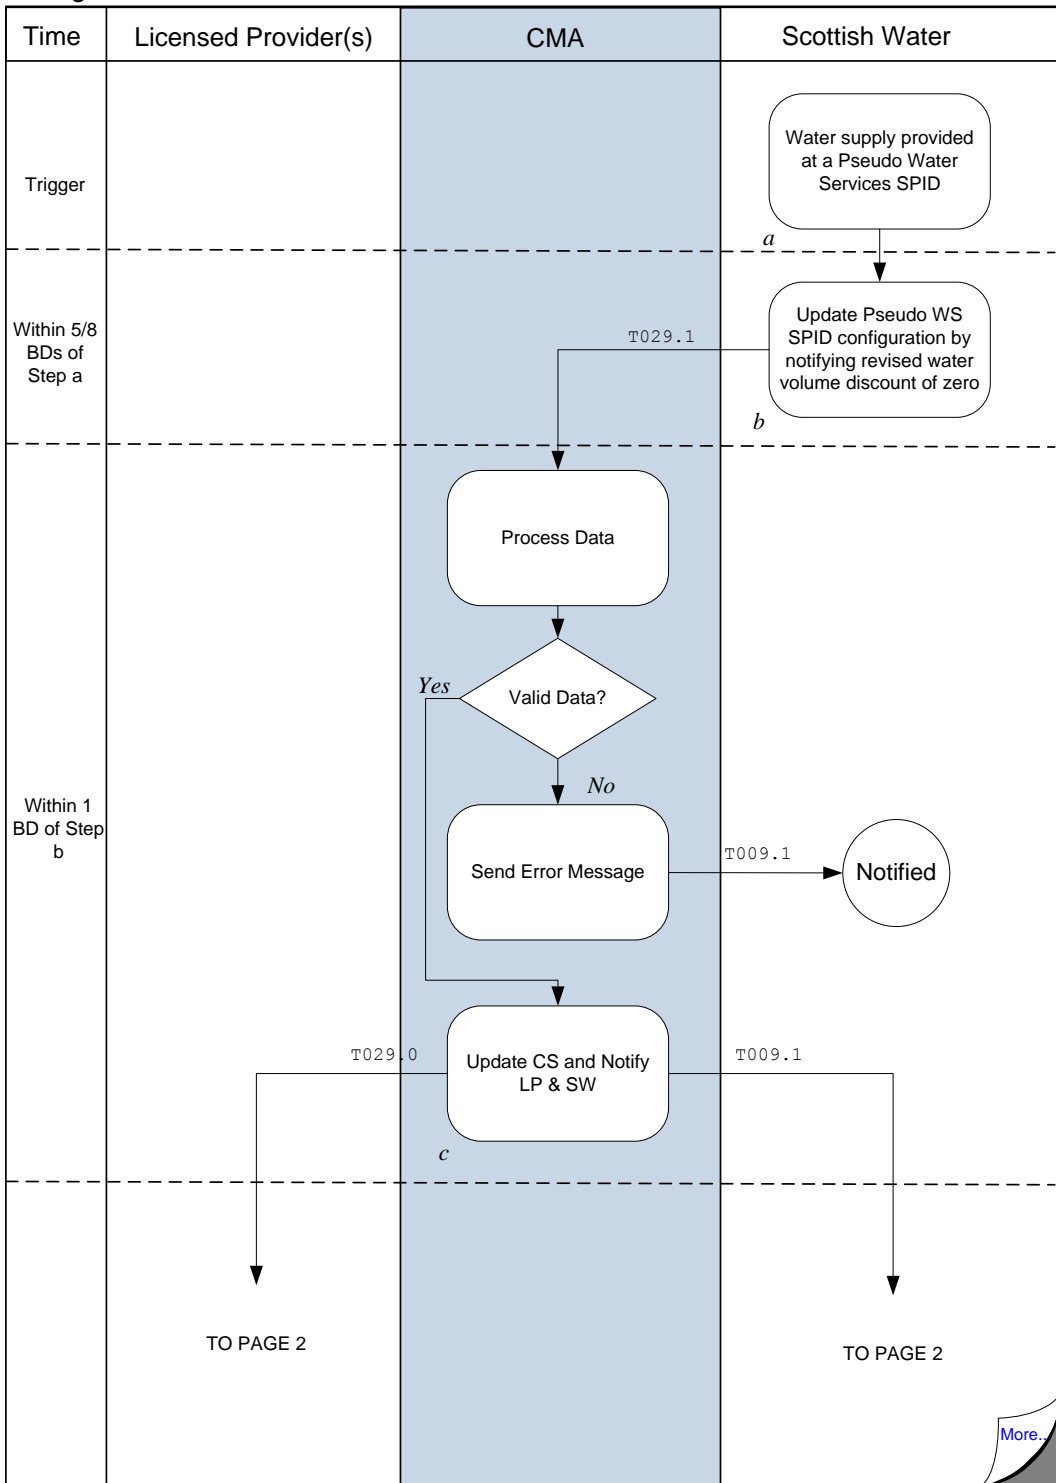 Time
Licensed Provider(s)
CMA
Scottish Water
Trigger
Water supply provided
at a Pseudo Water
Services SPID
a
Within 5/8
BDs of
Step a
T029.1
Update Pseudo WS
SPID configuration by
notifying revised water
volume discount of zero
b
Process Data
Yes
Valid Data?
No
Within 1
BD of Step
b
Send Error Message
T009.1
Notified
T029.0
Update CS and Notify
LP & SW
T009.1
c
TO PAGE 2
TO PAGE 2
More..